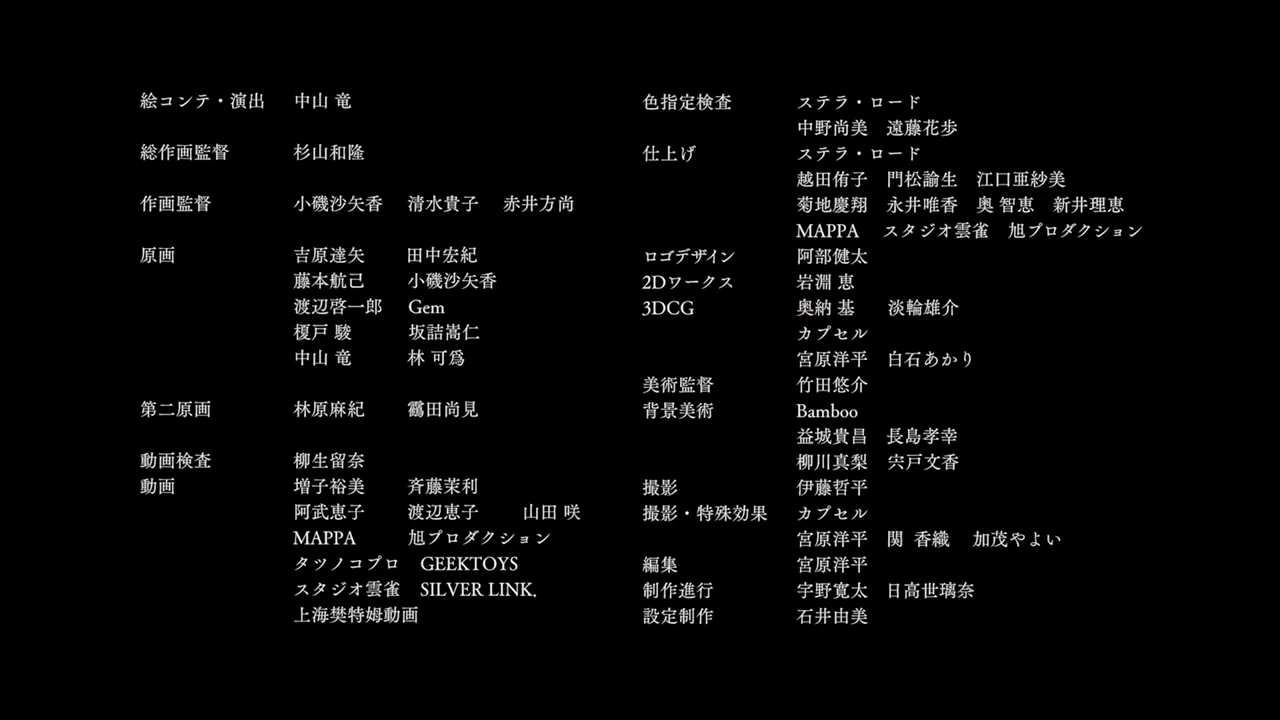 絵コンテ・演出 中山 竜
総作画監督 杉山和隆
作画監督 小磯沙矢香 清水貴子 赤井方尚
原画 吉原達矢 田中宏紀
藤本航己 小磯沙矢香
渡辺啓一郎 Gem
榎戸 駿 坂詰嵩仁
中山 竜 林 可爲
第二原画 林原麻紀 鸖田尚見
動画検査 柳生留奈
動画 増子裕美 斉藤茉利
阿武恵子 渡辺恵子 山田 咲
MAPPA 旭プロダクション
タツノコプロ GEEKTOYS
スタジオ雲雀 SILVER LINK.
上海樊特姆動画
色指定検査 ステラ・ロード
中野尚美 遠藤花歩
仕上げ ステラ・ロード
越田侑子 門松諭生 江口亜紗美
菊地慶翔 永井唯香 奥 智恵 新井理恵
MAPPA スタジオ雲雀 旭プロダクション
ロゴデザイン 阿部健太
2Dワークス 岩淵 恵
3DCG 奥納 基 淡輪雄介
カプセル
宮原洋平 白石あかり
美術監督 竹田悠介
背景美術 Bamboo
益城貴昌 長島孝幸
柳川真梨 宍戸文香
撮影 伊藤哲平
撮影・特殊効果 カプセル
宮原洋平 関 香織 加茂やよい
編集 宮原洋平
制作進行 宇野寛太 日高世璃奈
設定制作 石井由美